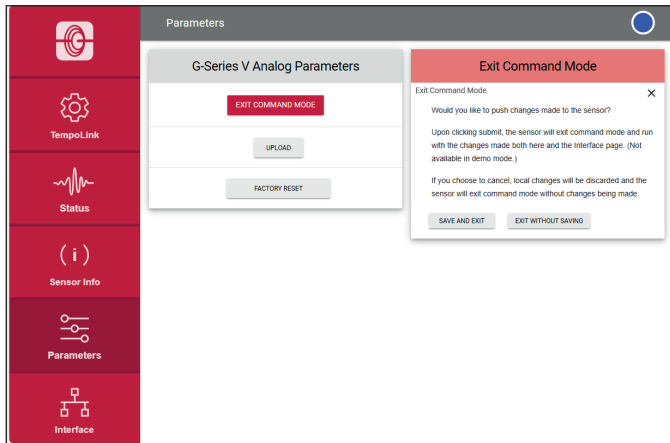 Parameters
G-Series V Analog Parameters
EXIT COMMAND MODE
UPLOAD
FACTORY RESET
Exit Command Mode
Exit Command Mode
Would you like to push changes made to the sensor?
Upon clicking submit, the sensor will exit command mode and run
with the changes made both here and the Interface page. (Not
available in demo mode.)
If you choose to cancel, local changes will be discarded and the
sensor will exit command mode without changes being made.
SAVE AND EXIT
EXIT WITHOUT SAVING
TempoLink
Status
(i)
Sensor Info
Parameters
Interface